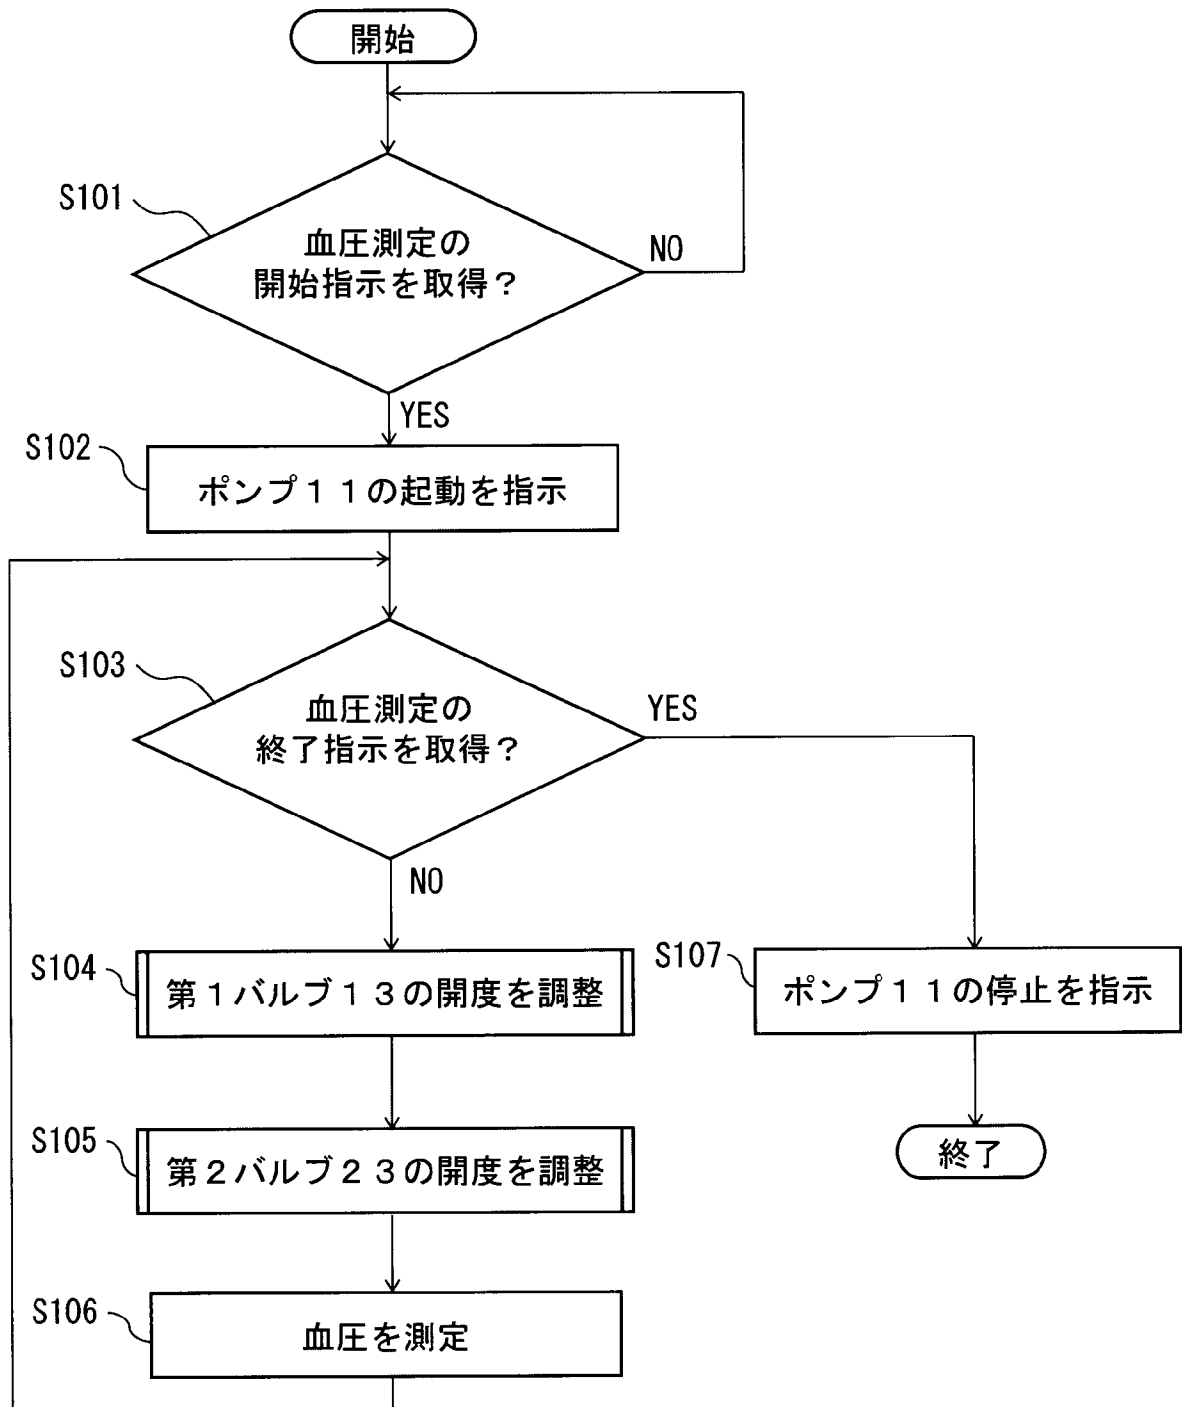 開始
S101
血圧測定の
開始指示を取得？
NO
YES
S102
ポンプ１１の起動を指示
S103
血圧測定の
終了指示を取得？
YES
NO
S104
第１バルブ１３の開度を調整
S107
ポンプ１１の停止を指示
S105
第２バルブ２３の開度を調整
終了
S106
血圧を測定